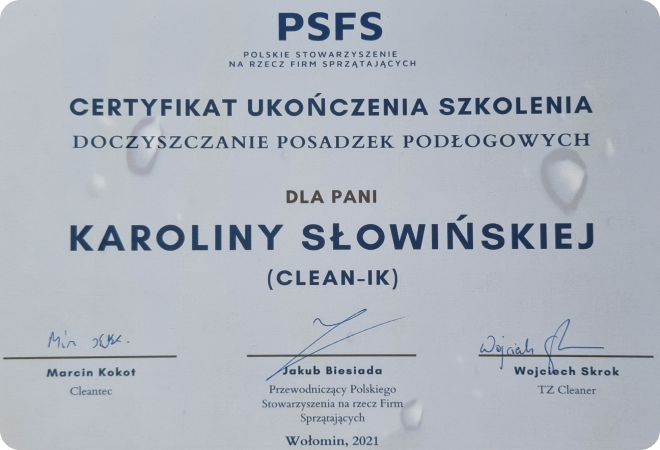 PSFS
POLSKIE STOWARZYSZENIE
NA RZECZ FIRM SPRZĄTAJĄCYCH
CERTYFIKAT UKOŃCZENIA SZKOLENIA
DOCZYSZCZANIE POSADZEK PODŁOGOWYCH
DLA PANI
KAROLINY SŁOWIŃSKIEJ
(CLEAN-IK)
Wojciech
Marcin Kokot
Cleantec
Jakub Biesiada
Przewodniczący Polskiego
Stowarzyszenia na rzecz Firm
Sprzątających
Wojciech Skrok
TZ Cleaner
Wołomin, 2021